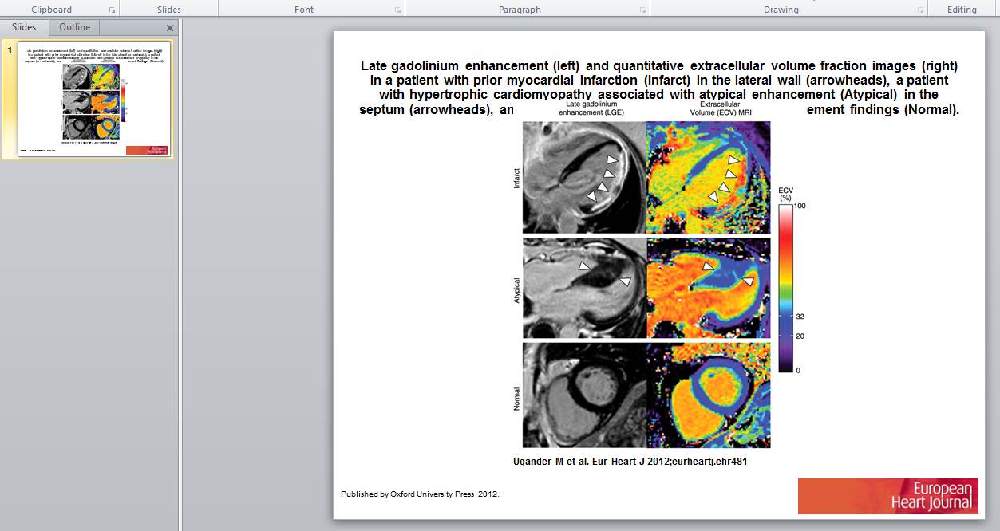 Clipboard
Slides
Font
Paragraph
Drawing
Editing
Slides
Outline
1
Late gadolinium enhancement (left) and quantitative extracellular volume fraction images (right)
in a patient with prior myocardial infarction (Infarct) in the lateral wall (arrowheads), a patient
with hypertrophic cardiomyopathy associated with atypical enhancement (Atypical) in the
septum (arrowheads), an
ement findings (Normal).
Late gadolinium
enhancement (LGE)
Extracellular
Volume (ECV) MRI
Infarct
Atypical
Normal
ECV
(%)
100
32
20
0
Ugander M et al. Eur Heart J 2012;eurheartj.ehr481
Published by Oxford University Press 2012.
European
Heart Journal